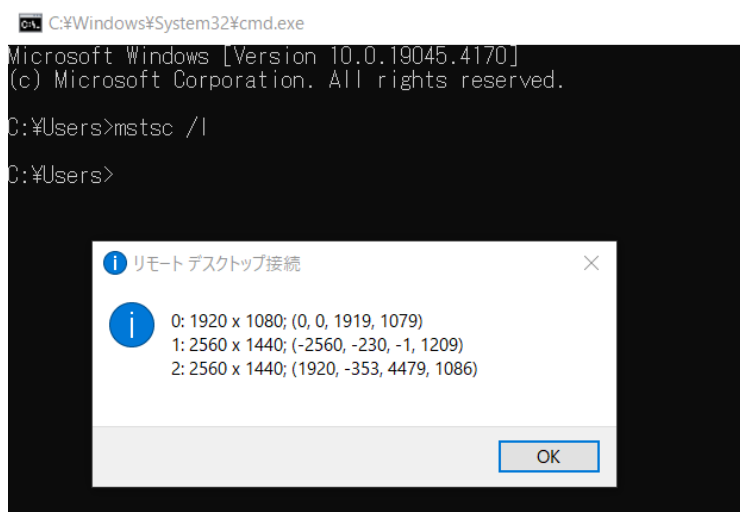 C:¥Windows¥System32¥cmd.exe
Microsoft Windows [Version 10.0.19045.4170]
(c) Microsoft Corporation. All rights reserved.
C:¥Users>mstsc /l
C:¥Users>
リモート デスクトップ接続
0: 1920 x 1080; (0, 0, 1919, 1079)
1: 2560 x 1440; (-2560, -230, -1, 1209)
2: 2560 x 1440; (1920, -353, 4479, 1086)
OK